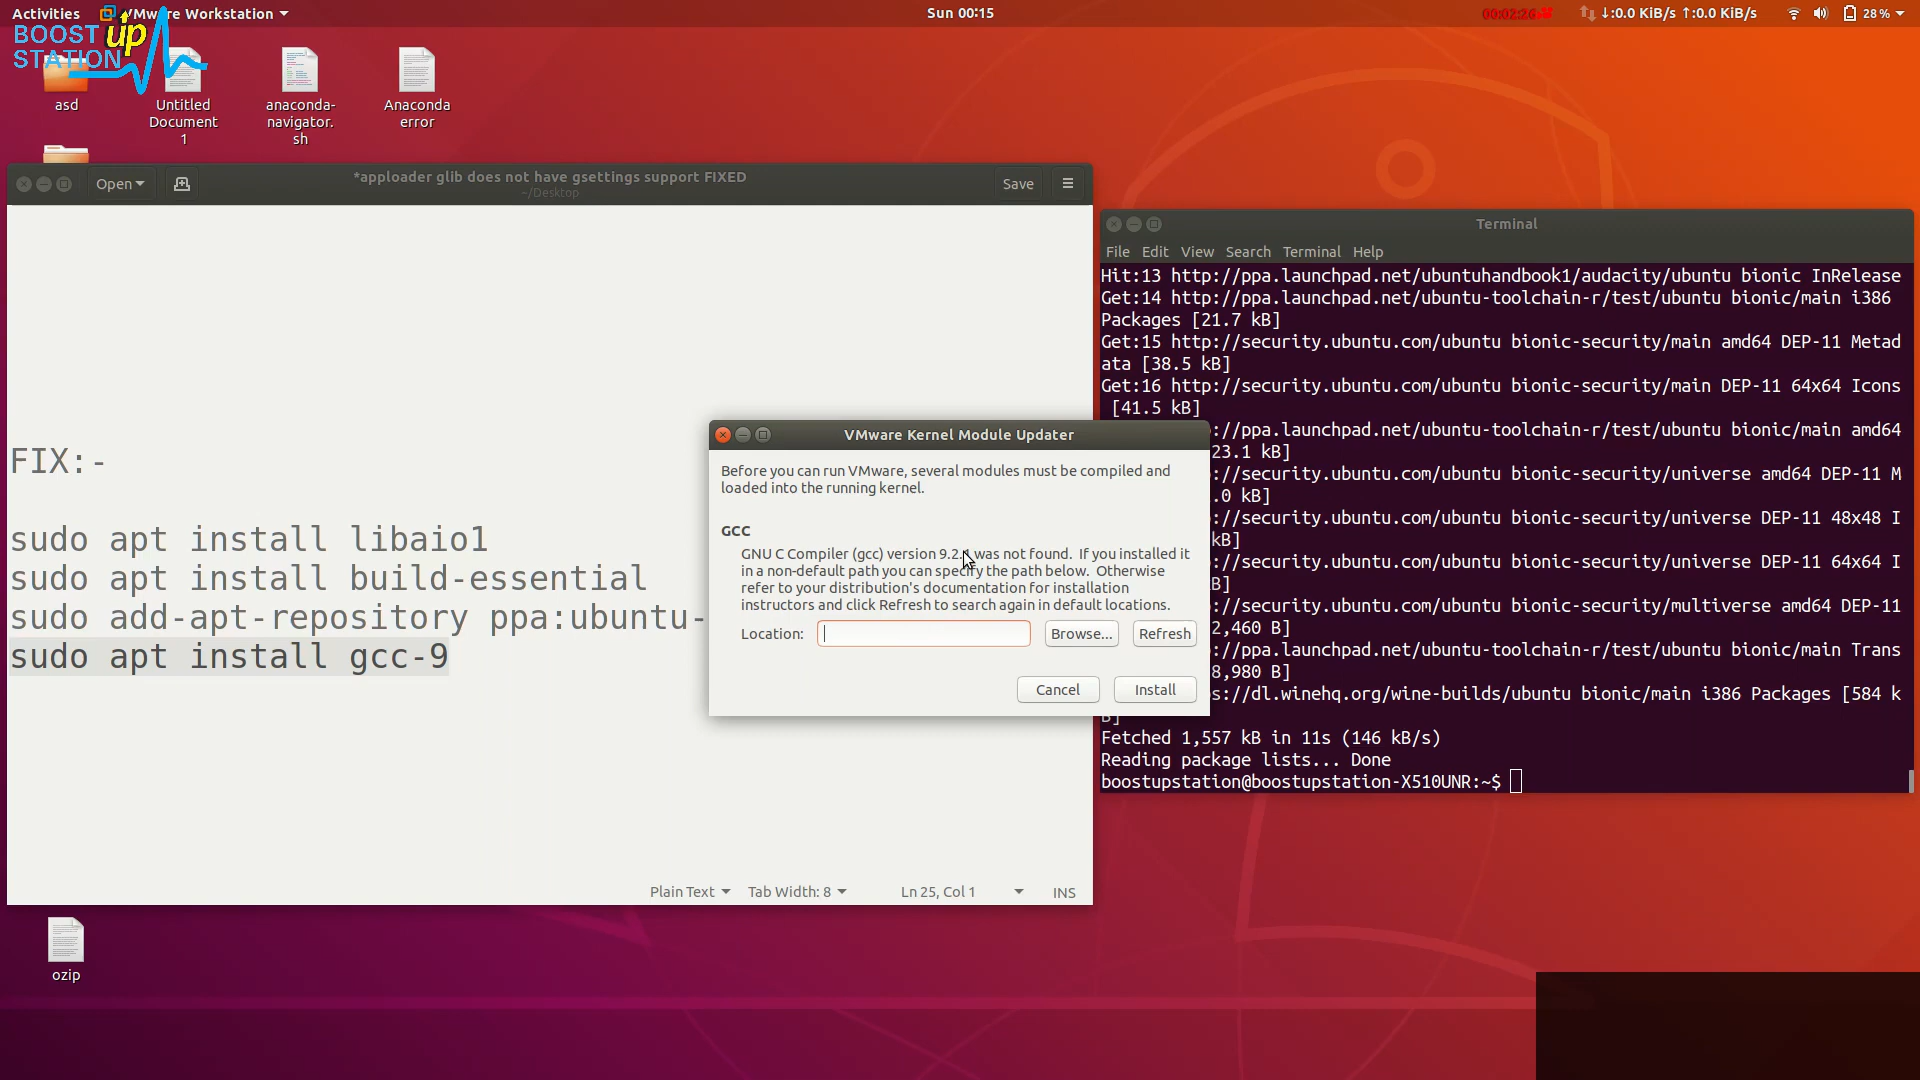 Activities VMware Workstation
Sun 00:15
↓:0.0 KiB/s ↑:0.0 KiB/s
28 %
BOOST up
STATION
asd
Untitled
Document
1
anaconda-
navigator.
sh
Anaconda
error
Open
*apploader glib does not have gsettings support FIXED
~/Desktop
Save
FIX:-
sudo apt install libaio1
sudo apt install build-essential
sudo add-apt-repository ppa:ubuntu-
sudo apt install gcc-9
Plain Text Tab Width: 8 Ln 25, Col 1 INS
VMware Kernel Module Updater
Before you can run VMware, several modules must be compiled and
loaded into the running kernel.
GCC
GNU C Compiler (gcc) version 9.2. was not found. If you installed it
in a non-default path you can specify the path below. Otherwise
refer to your distribution's documentation for installation
instructors and click Refresh to search again in default locations.
Location:
Browse...
Refresh
Cancel
Install
Terminal
File Edit View Search Terminal Help
Hit:13 http://ppa.launchpad.net/ubuntuhandbook1/audacity/ubuntu bionic InRelease
Get:14 http://ppa.launchpad.net/ubuntu-toolchain-r/test/ubuntu bionic/main i386
Packages [21.7 kB]
Get:15 http://security.ubuntu.com/ubuntu bionic-security/main amd64 DEP-11 Metad
ata [38.5 kB]
Get:16 http://security.ubuntu.com/ubuntu bionic-security/main DEP-11 64x64 Icons
[41.5 kB]
://ppa.launchpad.net/ubuntu-toolchain-r/test/ubuntu bionic/main amd64
23.1 kB]
://security.ubuntu.com/ubuntu bionic-security/universe amd64 DEP-11 M
.0 kB]
://security.ubuntu.com/ubuntu bionic-security/universe DEP-11 48x48 I
kB]
://security.ubuntu.com/ubuntu bionic-security/universe DEP-11 64x64 I
B]
://security.ubuntu.com/ubuntu bionic-security/multiverse amd64 DEP-11
2,460 B]
://ppa.launchpad.net/ubuntu-toolchain-r/test/ubuntu bionic/main Trans
8,980 B]
s://dl.winehq.org/wine-builds/ubuntu bionic/main i386 Packages [584 k
B]
Fetched 1,557 kB in 11s (146 kB/s)
Reading package lists... Done
boostupstation@boostupstation-X510UNR:~$
ozip